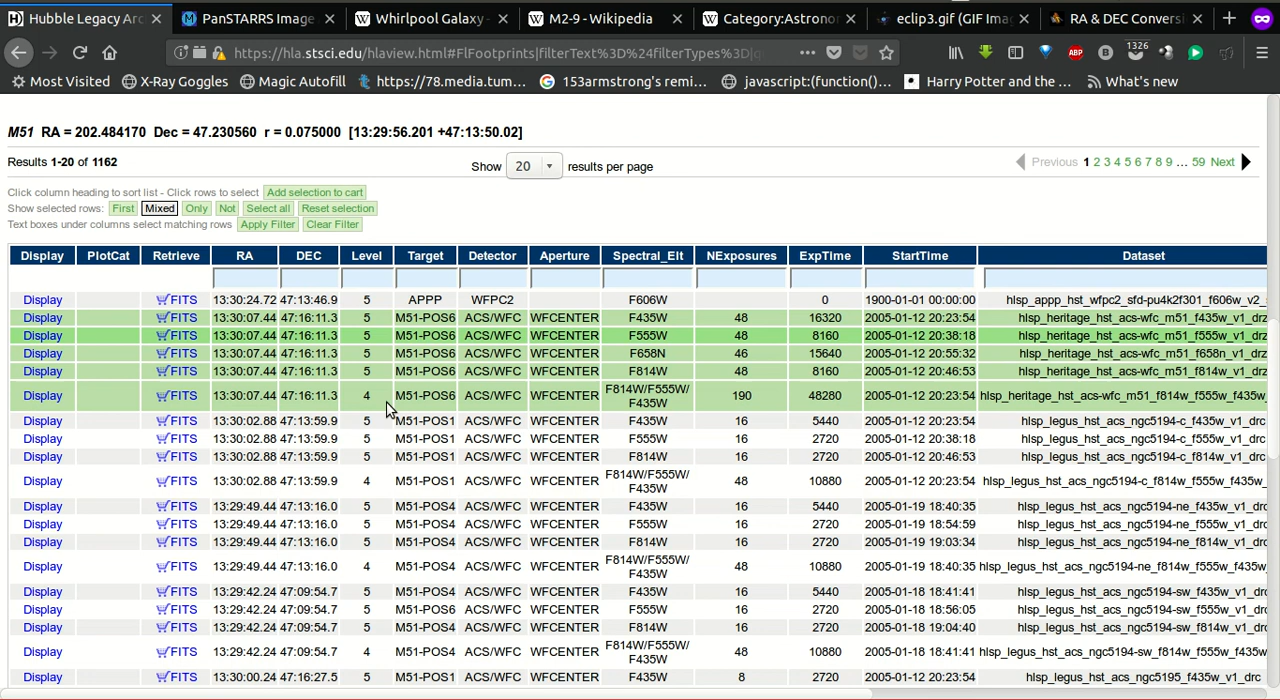 Hubble Legacy Arc
PanSTARRS Image
Whirlpool Galaxy -
M2-9 - Wikipedia
Category:Astrono
eclip3.gif (GIF Ima
RA & DEC Convers
https://hla.stsci.edu/hlaview.html#FlFootprints|filterText%3D%24filterTypes%3D|q
ABP
B
1326
Most Visited
X-Ray Goggles
Magic Autofill
https://78.media.tum...
153armstrong's remi...
javascript:(function()...
Harry Potter and the ...
What's new
M51 RA = 202.484170 Dec = 47.230560 r = 0.075000 [13:29:56.201 +47:13:50.02]
Results 1-20 of 1162
Show 20 results per page
Previous 1 2 3 4 5 6 7 8 9 ... 59 Next
Click column heading to sort list - Click rows to select Add selection to cart
Show selected rows: First Mixed Only Not Select all Reset selection
Text boxes under columns select matching rows Apply Filter Clear Filter
Display PlotCat Retrieve RA DEC Level Target Detector Aperture Spectral_Elt NExposures ExpTime StartTime Dataset
Display FITS 13:30:24.72 47:13:46.9 5 APPP WFPC2 F606W 0 1900-01-01 00:00:00 hlsp_appp_hst_wfpc2_sfd-pu4k2f301_f606w_v2_
Display FITS 13:30:07.44 47:16:11.3 5 M51-POS6 ACS/WFC WFCENTER F435W 48 16320 2005-01-12 20:23:54 hlsp_heritage_hst_acs-wfc_m51_f435w_v1_drz
Display FITS 13:30:07.44 47:16:11.3 5 M51-POS6 ACS/WFC WFCENTER F555W 48 8160 2005-01-12 20:38:18 hlsp_heritage_hst_acs-wfc_m51_f555w_v1_drz
Display FITS 13:30:07.44 47:16:11.3 5 M51-POS6 ACS/WFC WFCENTER F658N 46 15640 2005-01-12 20:55:32 hlsp_heritage_hst_acs-wfc_m51_f658n_v1_drz
Display FITS 13:30:07.44 47:16:11.3 5 M51-POS6 ACS/WFC WFCENTER F814W 48 8160 2005-01-12 20:46:53 hlsp_heritage_hst_acs-wfc_m51_f814w_v1_drz
Display FITS 13:30:07.44 47:16:11.3 4 M51-POS6 ACS/WFC WFCENTER F814W/F555W/ F435W 190 48280 2005-01-12 20:23:54 hlsp_heritage_hst_acs-wfc_m51_f814w_f555w_f435w_
Display FITS 13:30:02.88 47:13:59.9 5 M51-POS1 ACS/WFC WFCENTER F435W 16 5440 2005-01-12 20:23:54 hlsp_legus_hst_acs_ngc5194-c_f435w_v1_drc
Display FITS 13:30:02.88 47:13:59.9 5 M51-POS1 ACS/WFC WFCENTER F555W 16 2720 2005-01-12 20:38:18 hlsp_legus_hst_acs_ngc5194-c_f555w_v1_drc
Display FITS 13:30:02.88 47:13:59.9 5 M51-POS1 ACS/WFC WFCENTER F814W 16 2720 2005-01-12 20:46:53 hlsp_legus_hst_acs_ngc5194-c_f814w_v1_drc
Display FITS 13:30:02.88 47:13:59.9 4 M51-POS1 ACS/WFC WFCENTER F814W/F555W/ F435W 48 10880 2005-01-12 20:23:54 hlsp_legus_hst_acs_ngc5194-c_f814w_f555w_f435w_
Display FITS 13:29:49.44 47:13:16.0 5 M51-POS4 ACS/WFC WFCENTER F435W 16 5440 2005-01-19 18:40:35 hlsp_legus_hst_acs_ngc5194-ne_f435w_v1_drc
Display FITS 13:29:49.44 47:13:16.0 5 M51-POS4 ACS/WFC WFCENTER F555W 16 2720 2005-01-19 18:54:59 hlsp_legus_hst_acs_ngc5194-ne_f555w_v1_drc
Display FITS 13:29:49.44 47:13:16.0 5 M51-POS4 ACS/WFC WFCENTER F814W 16 2720 2005-01-19 19:03:34 hlsp_legus_hst_acs_ngc5194-ne_f814w_v1_drc
Display FITS 13:29:49.44 47:13:16.0 4 M51-POS4 ACS/WFC WFCENTER F814W/F555W/ F435W 48 10880 2005-01-19 18:40:35 hlsp_legus_hst_acs_ngc5194-ne_f814w_f555w_f435w_
Display FITS 13:29:42.24 47:09:54.7 5 M51-POS4 ACS/WFC WFCENTER F435W 16 5440 2005-01-18 18:41:41 hlsp_legus_hst_acs_ngc5194-sw_f435w_v1_drc
Display FITS 13:29:42.24 47:09:54.7 5 M51-POS6 ACS/WFC WFCENTER F555W 16 2720 2005-01-18 18:56:05 hlsp_legus_hst_acs_ngc5194-sw_f555w_v1_drc
Display FITS 13:29:42.24 47:09:54.7 5 M51-POS4 ACS/WFC WFCENTER F814W 16 2720 2005-01-18 19:04:40 hlsp_legus_hst_acs_ngc5194-sw_f814w_v1_drc
Display FITS 13:29:42.24 47:09:54.7 4 M51-POS4 ACS/WFC WFCENTER F814W/F555W/ F435W 48 10880 2005-01-18 18:41:41 hlsp_legus_hst_acs_ngc5194-sw_f814w_f555w_f435w_
Display FITS 13:30:00.24 47:16:27.5 5 M51-POS1 ACS/WFC WFCENTER F435W 8 2720 2005-01-12 20:23:54 hlsp_legus_hst_acs_ngc5195_f435w_v1_drc